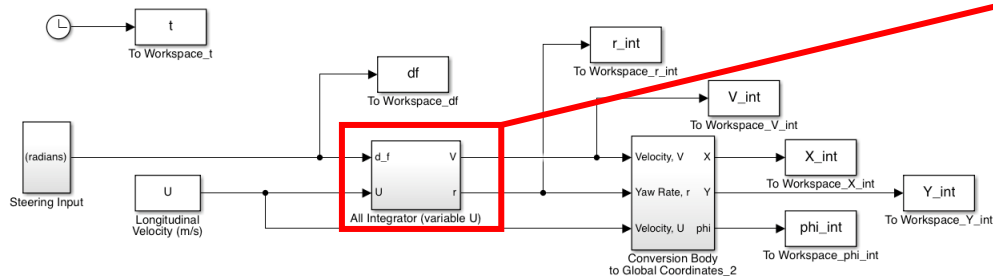 t
To Workspace_t
r_int
To Workspace_r_int
df
To Workspace_df
V_int
To Workspace_V_int
(radians)
Steering Input
d_f
U
V
r
All Integrator (variable U)
U
Longitudinal
Velocity (m/s)
Velocity, V
Yaw Rate, r
Velocity, U
X
Y
phi
Conversion Body
to Global Coordinates_2
X_int
To Workspace_X_int
Y_int
To Workspace_Y_int
phi_int
To Workspace_phi_int